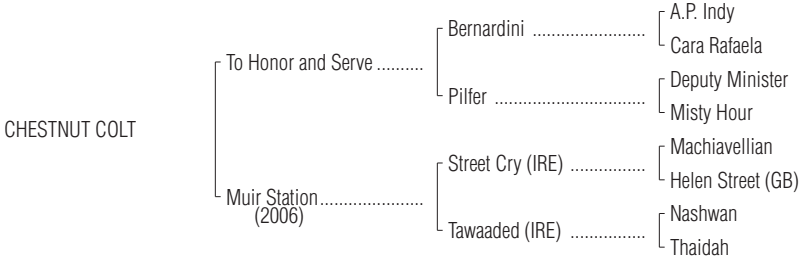 A.P. Indy
Bernardini ........................
Cara Rafaela
To Honor and Serve ..........
Deputy Minister
Pilfer ................................
Misty Hour
CHESTNUT COLT
Machiavellian
Street Cry (IRE) ................
Helen Street (GB)
Muir Station ......................
(2006)
Nashwan
Tawaaded (IRE) ................
Thaidah